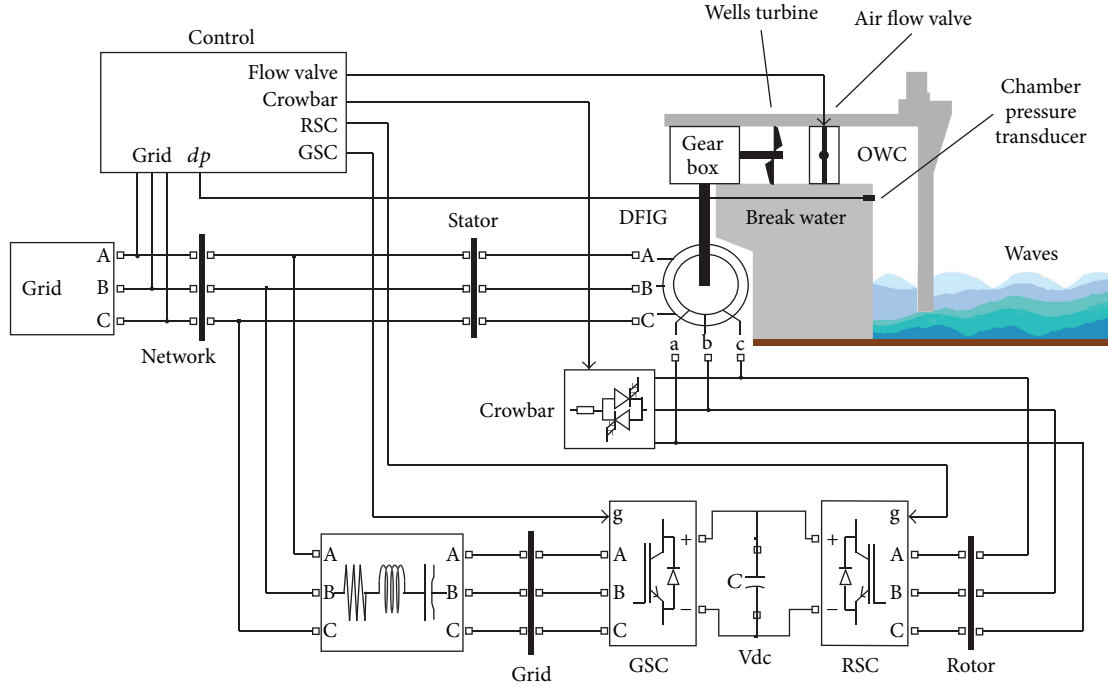 Wells turbine
Air flow valve
Control
Flow valve
Crowbar
RSC
GSC
Grid
dp
Chamber
pressure
transducer
Gear
box
OWC
Stator
DFIG
Break water
Waves
Grid
A
B
C
Network
A
B
C
a
b
c
Crowbar
g
g
A
B
C
A
B
C
A
B
C
+
−
C
+
−
A
B
C
Grid
GSC
Vdc
RSC
Rotor